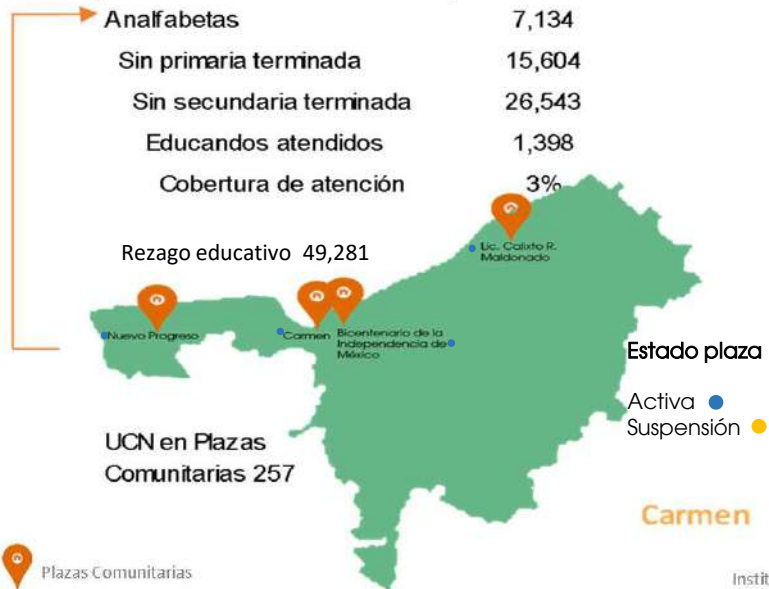 Analfabetas 7,134
Sin primaria terminada 15,604
Sin secundaria terminada 26,543
Educandos atendidos 1,398
Cobertura de atención 3%
Lic. Calixto R.
Maldonado
Rezago educativo 49,281
Nuevo Progreso
Carmen
Bicentenario de la
Independencia de
México
Estado plaza
Activa
Suspensión
UCN en Plazas
Comunitarias 257
Carmen
Plazas Comunitarias
Instit